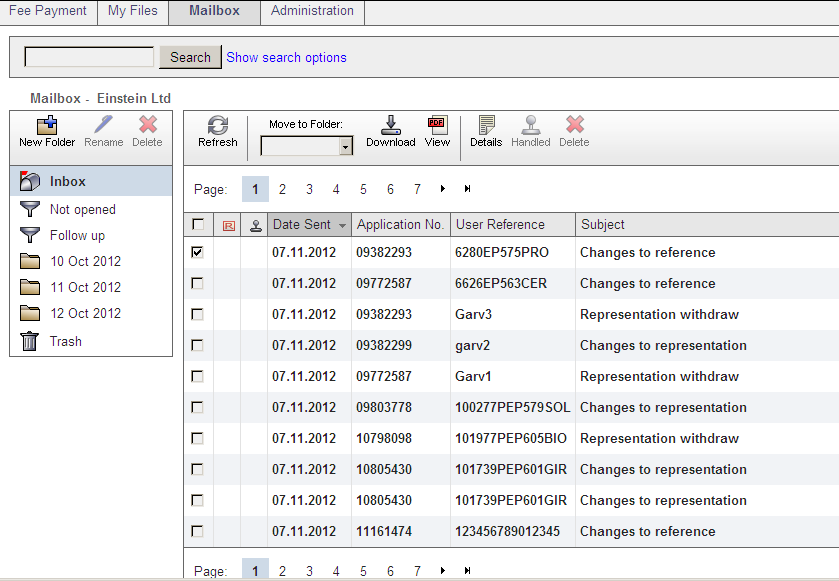 Fee Payment My Files Mailbox Administration
Search Show search options
Mailbox - Einstein Ltd
New Folder Rename Delete
Refresh Move to Folder: Download PDF View Details Handled Delete
Inbox
Not opened
Follow up
10 Oct 2012
11 Oct 2012
12 Oct 2012
Trash
Page: 1 2 3 4 5 6 7
R Date Sent Application No. User Reference Subject
07.11.2012 09382293 6280EP575PRO Changes to reference
07.11.2012 09772587 6626EP563CER Changes to reference
07.11.2012 09382293 Garv3 Representation withdraw
07.11.2012 09382299 garv2 Changes to representation
07.11.2012 09772587 Garv1 Representation withdraw
07.11.2012 09803778 100277PEP579SOL Changes to representation
07.11.2012 10798098 101977PEP605BIO Representation withdraw
07.11.2012 10805430 101739PEP601GIR Changes to representation
07.11.2012 10805430 101739PEP601GIR Changes to representation
07.11.2012 11161474 123456789012345 Changes to reference
Page: 1 2 3 4 5 6 7